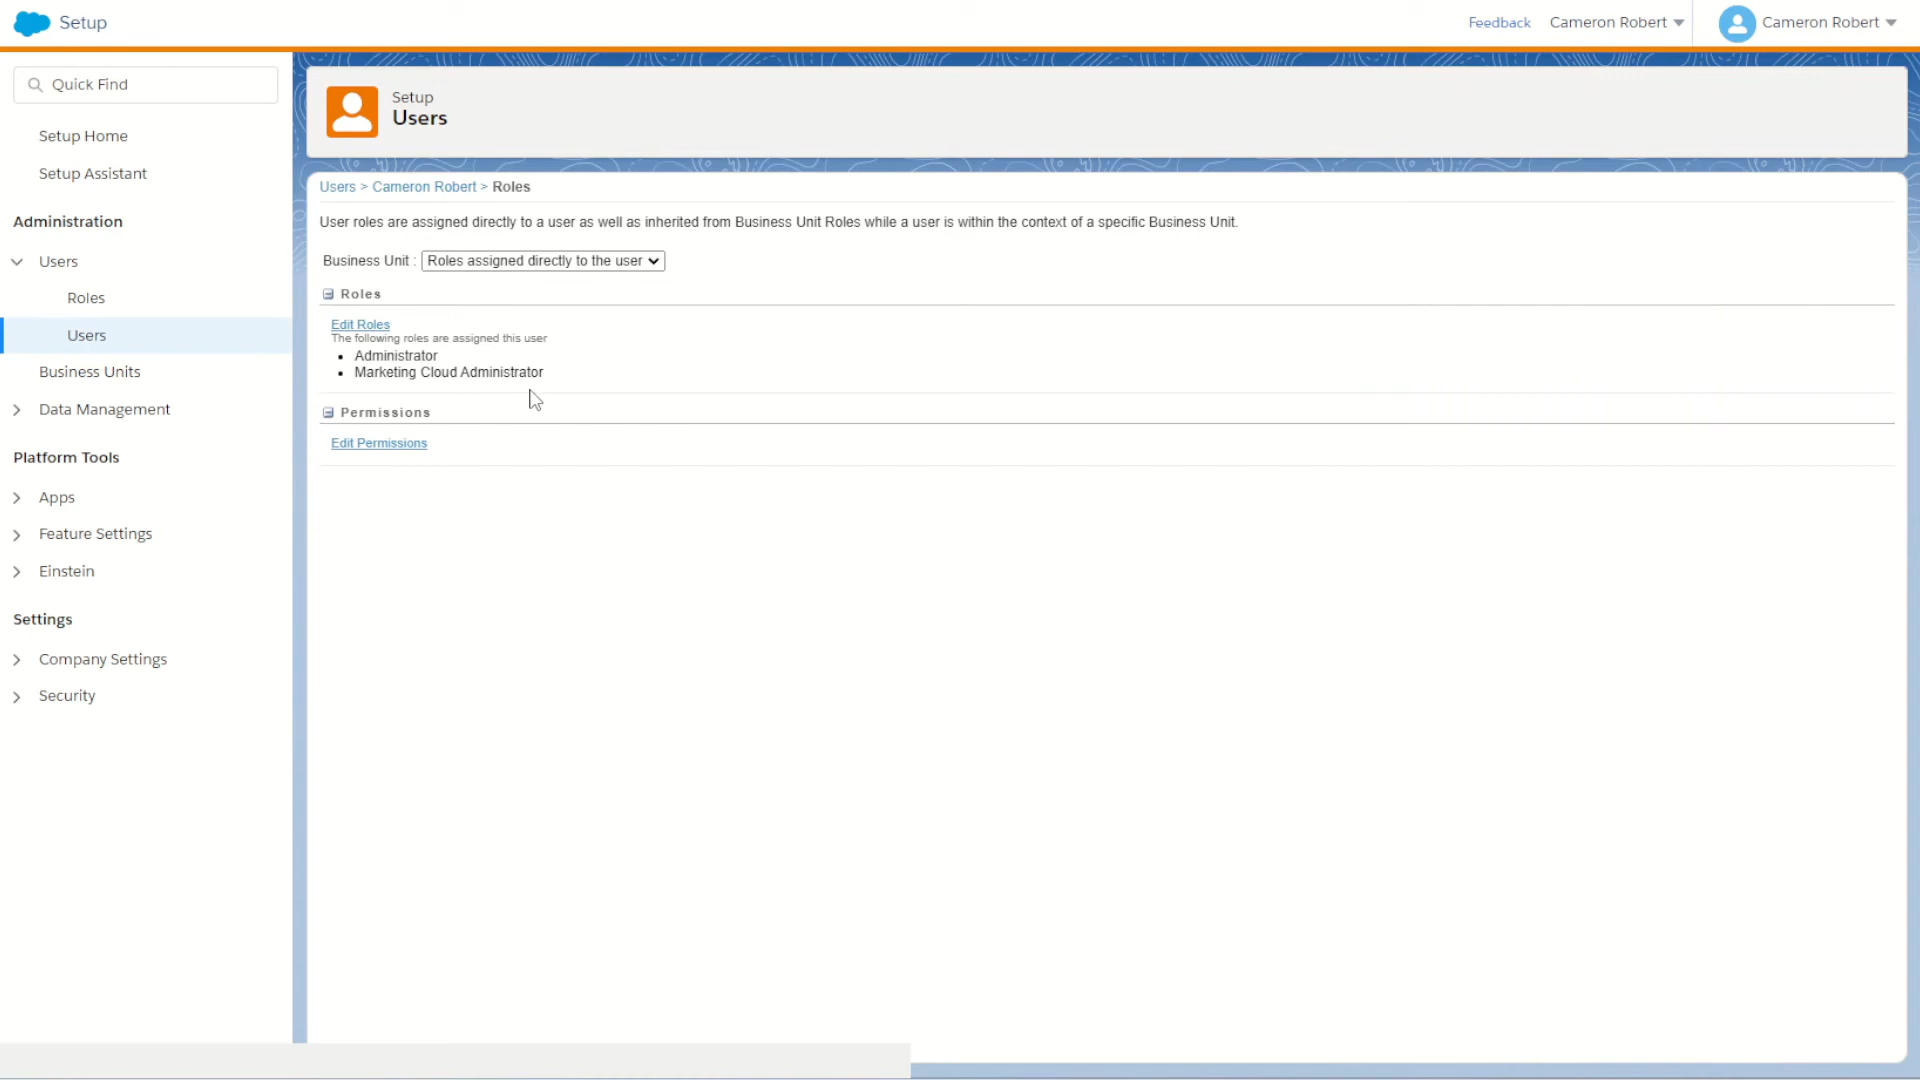 Setup
Feedback
Cameron Robert
Cameron Robert
Quick Find
Setup Home
Setup Assistant
Administration
Users
Roles
Users
Business Units
Data Management
Platform Tools
Apps
Feature Settings
Einstein
Settings
Company Settings
Security
Setup
Users
Users > Cameron Robert > Roles
User roles are assigned directly to a user as well as inherited from Business Unit Roles while a user is within the context of a specific Business Unit.
Business Unit : Roles assigned directly to the user
Roles
Edit Roles
The following roles are assigned this user
Administrator
Marketing Cloud Administrator
Permissions
Edit Permissions